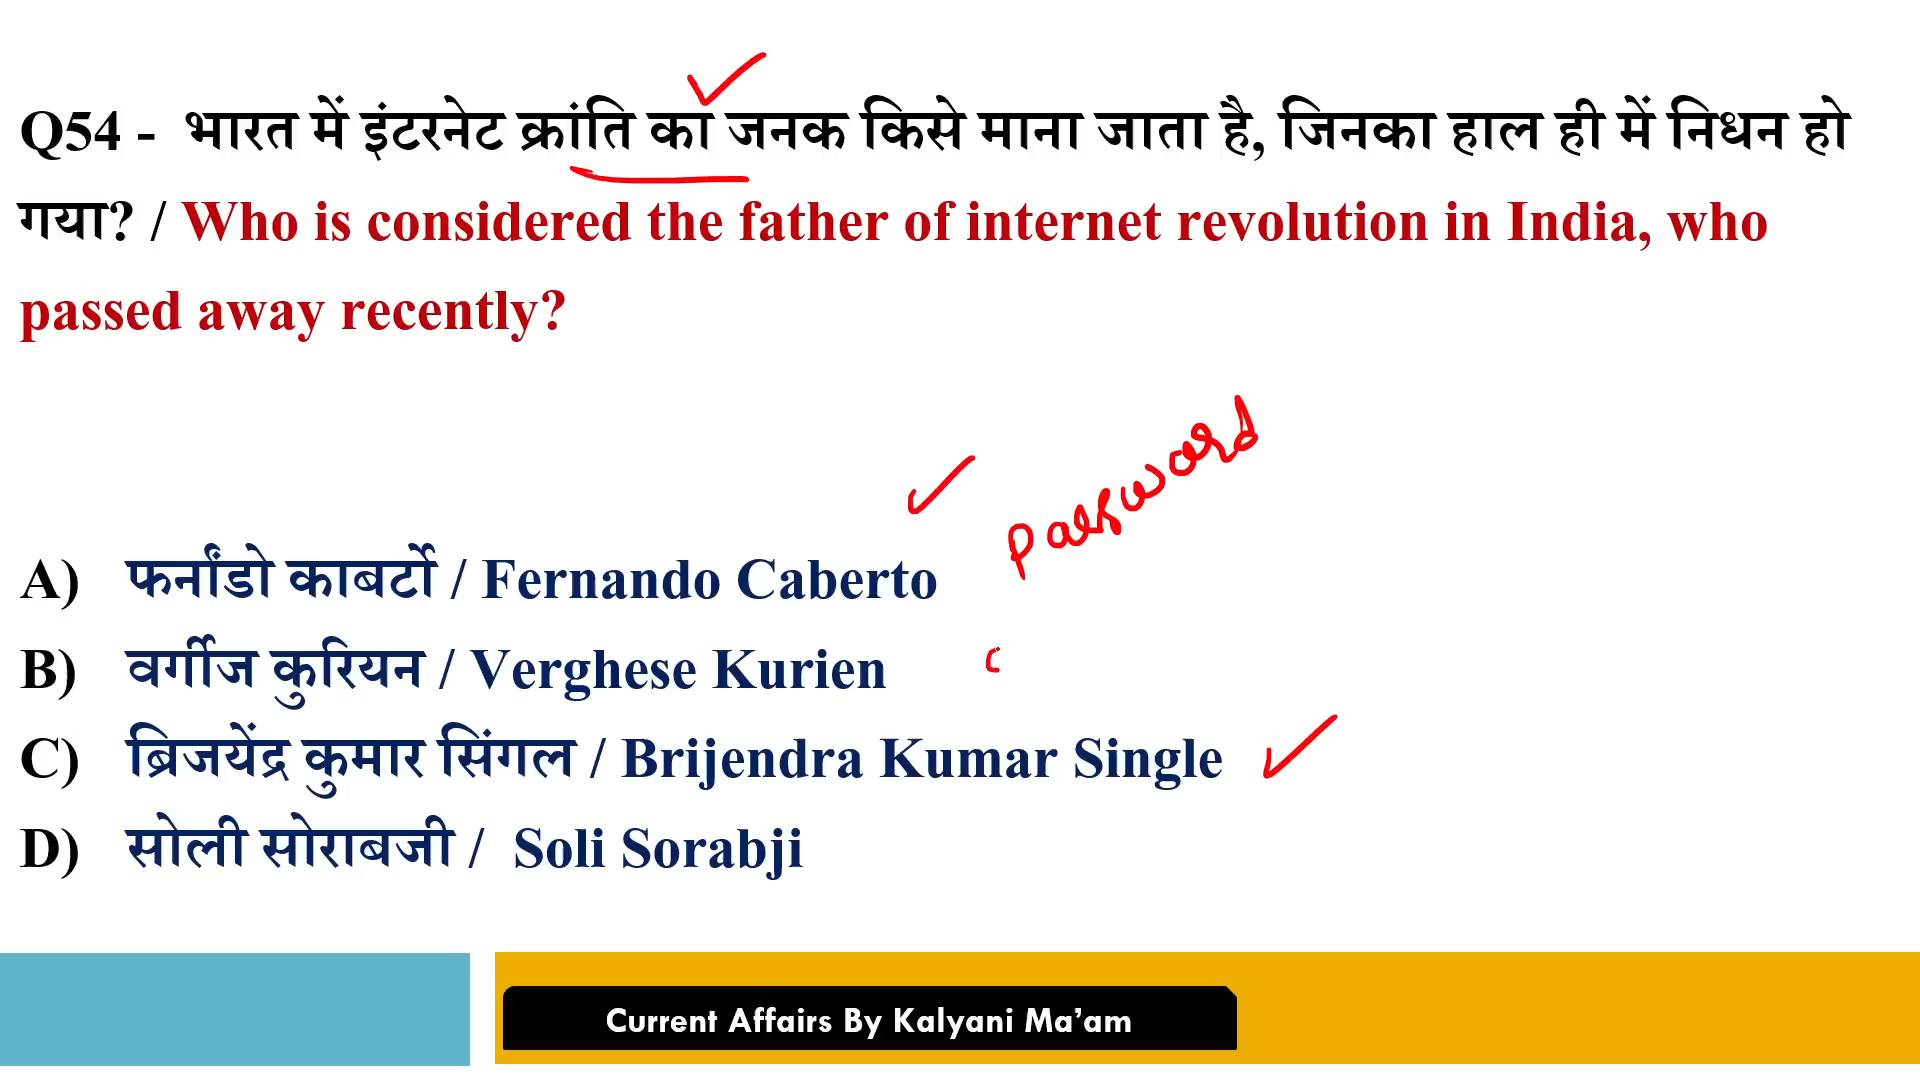 Q54 - भारत में इंटरनेट क्रांति का जनक किसे माना जाता है, जिनका हाल ही में निधन हो
गया? / Who is considered the father of internet revolution in India, who
passed away recently?
password
A) फर्नांडो काबर्टो / Fernando Caberto
B) वर्गीज कुरियन / Verghese Kurien
C) ब्रिजयेंद्र कुमार सिंगल / Brijendra Kumar Single
D) सोली सोराबजी / Soli Sorabji
Current Affairs By Kalyani Ma’am